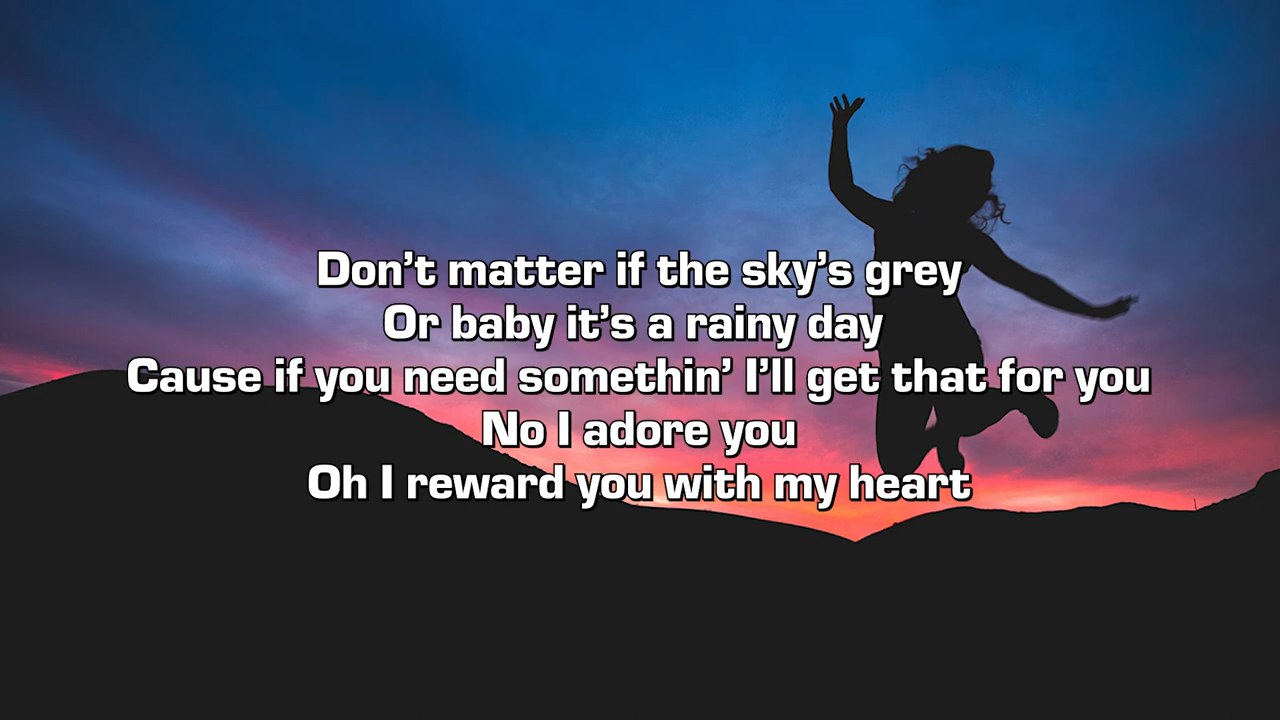 Don't matter if the sky's grey
Or baby it's a rainy day
Cause if you need somethin' I'll get that for you
No I adore you
Oh I reward you with my heart